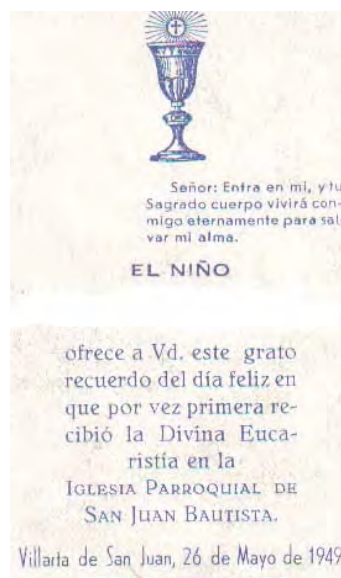 Señor: Entra en mi, y tu
Sagrado cuerpo vivirá con-
migo eternamente para sal-
var mi alma.
EL NIÑO
ofrece a Vd. este grato
recuerdo del día feliz en
que por vez primera re-
cibió la Divina Euca-
ristía en la
IGLESIA PARROQUIAL DE
SAN JUAN BAUTISTA.
Villarta de San Juan, 26 de Mayo de 1949